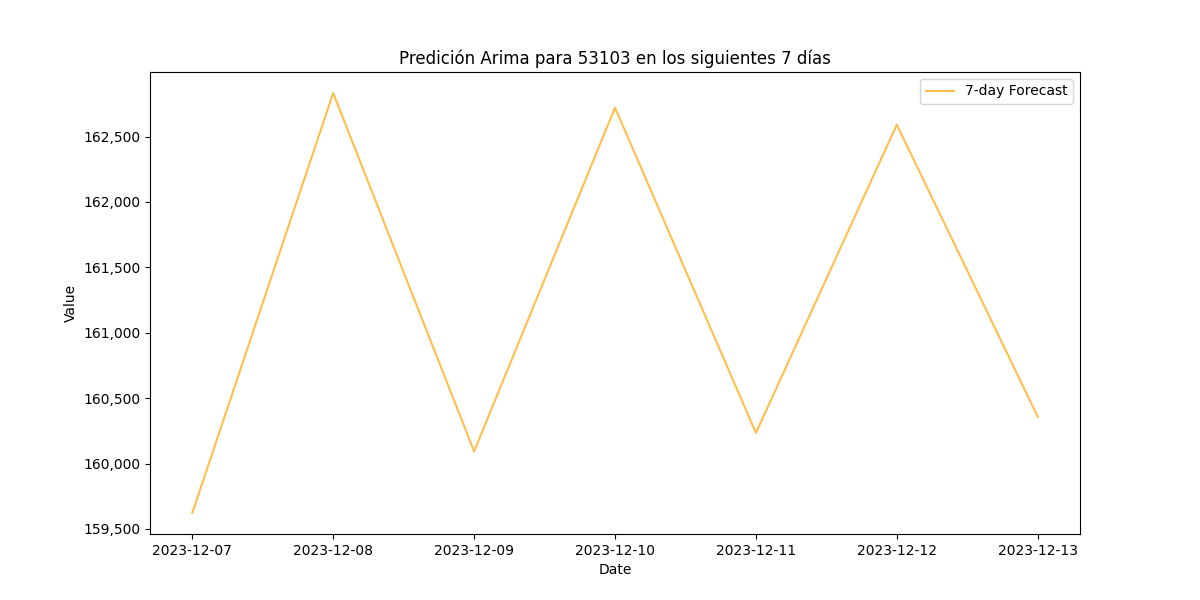 Predición Arima para 53103 en los siguientes 7 días
7-day Forecast
162,500
162,000
161,500
161,000
160,500
160,000
159,500
Value
2023-12-07 2023-12-08 2023-12-09 2023-12-10 2023-12-11 2023-12-12 2023-12-13
Date